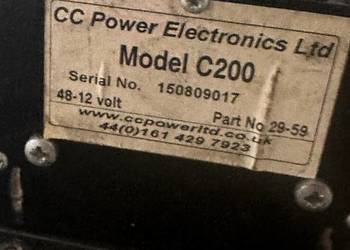 CC Power Electronics Ltd
Model C200
Serial No. 150809017
48-12 volt Part No 29-59
www.ccpowerltd.co.uk
44(0)161 429 7923